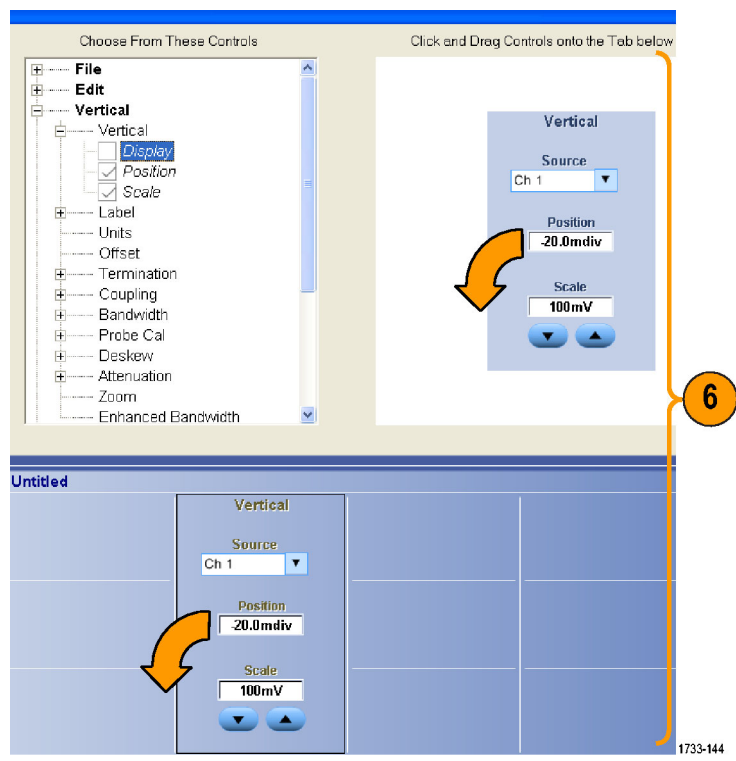 Choose From These Controls
Click and Drag Controls onto the Tab below
File
Edit
Vertical
Vertical
Display
Position
Scale
Label
Units
Offset
Termination
Coupling
Bandwidth
Probe Cal
Deskew
Attenuation
Zoom
Enhanced Bandwidth
Vertical
Source
Ch 1
Position
-20.0mdiv
Scale
100mV
6
Untitled
Vertical
Source
Ch 1
Position
-20.0mdiv
Scale
100mV
1733-144